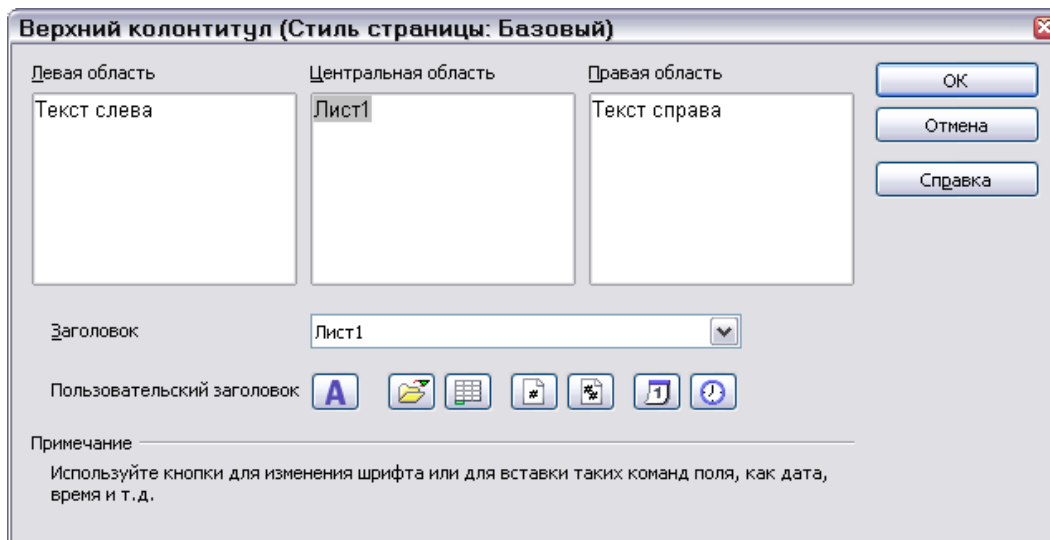 Верхний колонтитул (Стиль страницы: Базовый)
Левая область
Центральная область
Правая область
Текст слева
Лист1
Текст справа
ОК
Отмена
Справка
Заголовок
Лист1
Пользовательский заголовок
Примечание
Используйте кнопки для изменения шрифта или для вставки таких команд поля, как дата,
время и т.д.